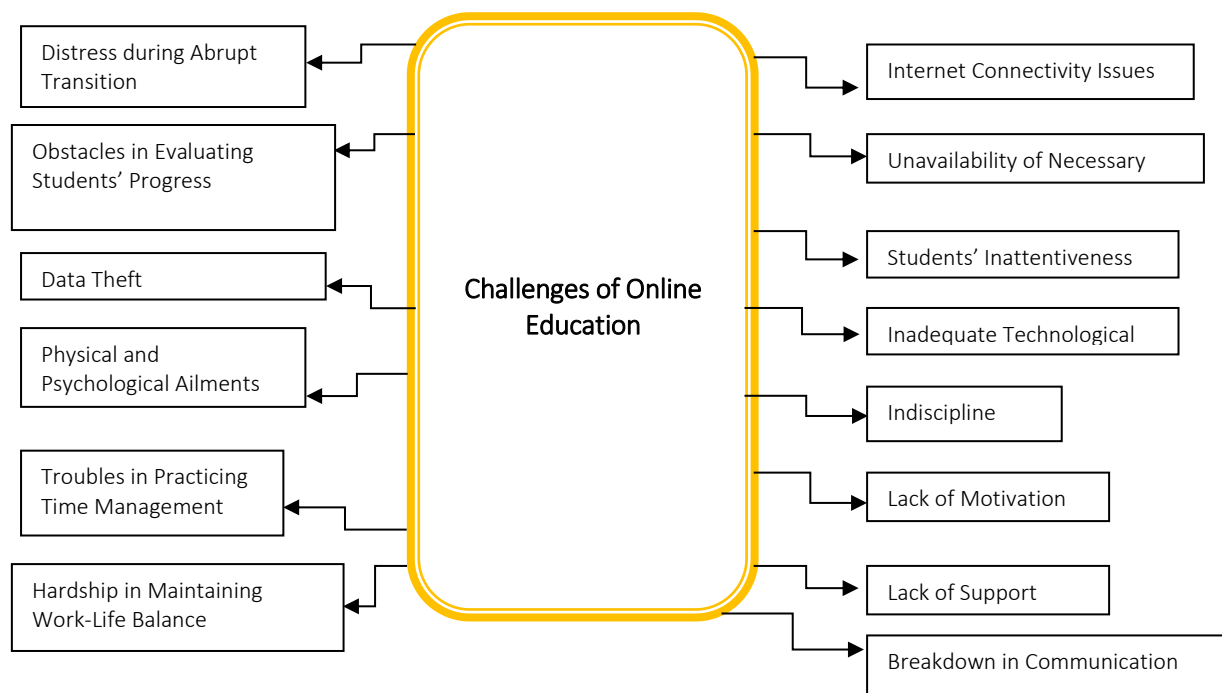 Distress during Abrupt
Transition
Obstacles in Evaluating
Students’ Progress
Data Theft
Physical and
Psychological Ailments
Troubles in Practicing
Time Management
Hardship in Maintaining
Work-Life Balance
Challenges of Online
Education
Internet Connectivity Issues
Unavailability of Necessary
Students’ Inattentiveness
Inadequate Technological
Indiscipline
Lack of Motivation
Lack of Support
Breakdown in Communication